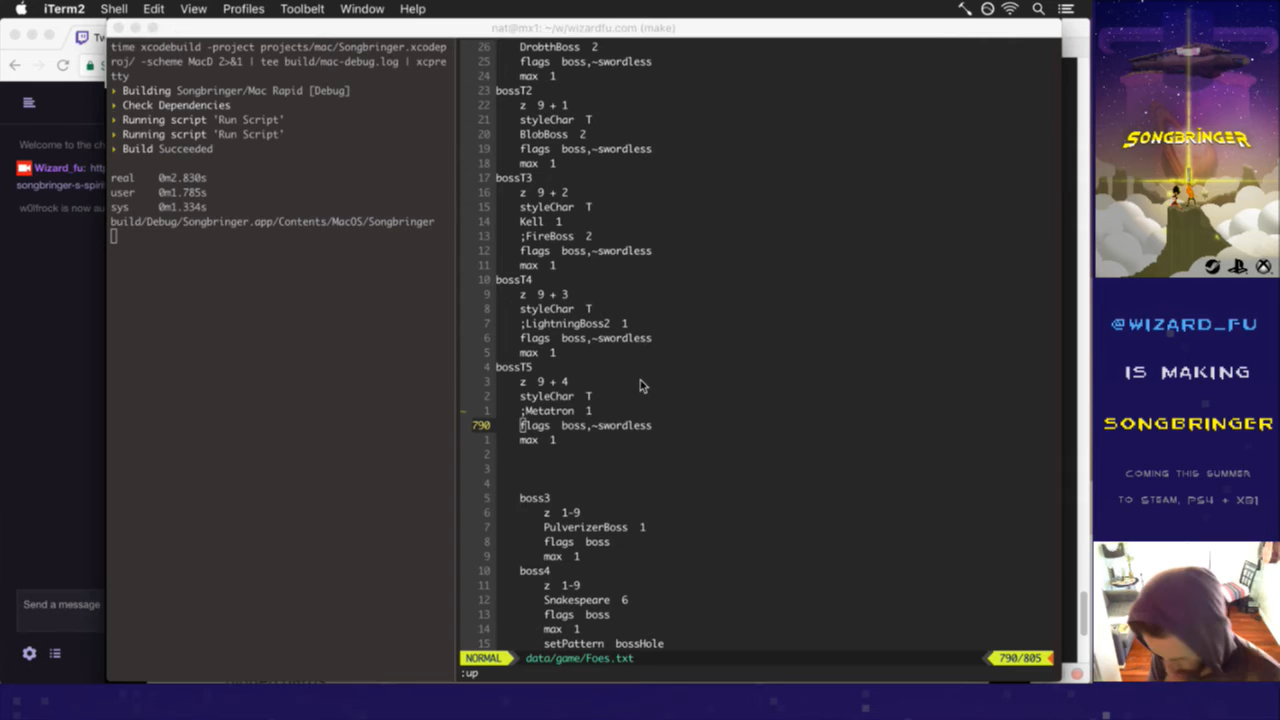 iTerm2 Shell Edit View Profiles Toolbelt Window Help
nat@mx1: ~/w/wizardfu.com (make)
Tw
S
Welcome to the ch
Wizard_fu: htt
songbringer-s-spirit
w0lfrock is now au
Send a message
time xcodebuild -project projects/mac/Songbringer.xcodep
roj/ -scheme MacD 2>&1 | tee build/mac-debug.log | xcpre
tty
› Building Songbringer/Mac Rapid [Debug]
› Check Dependencies
› Running script 'Run Script'
› Running script 'Run Script'
› Build Succeeded
real 0m2.830s
user 0m1.785s
sys 0m1.334s
build/Debug/Songbringer.app/Contents/MacOS/Songbringer
26 DrobthBoss 2
25 flags boss,~swordless
24 max 1
23 bossT2
22 z 9 + 1
21 styleChar T
20 BlobBoss 2
19 flags boss,~swordless
18 max 1
17 bossT3
16 z 9 + 2
15 styleChar T
14 Kell 1
13 ;FireBoss 2
12 flags boss,~swordless
11 max 1
10 bossT4
9 z 9 + 3
8 styleChar T
7 ;LightningBoss2 1
6 flags boss,~swordless
5 max 1
4 bossT5
3 z 9 + 4
2 styleChar T
~ 1 ;Metatron 1
790 flags boss,~swordless
1 max 1
2
3
4
5 boss3
6 z 1-9
7 PulverizerBoss 1
8 flags boss
9 max 1
10 boss4
11 z 1-9
12 Snakespeare 6
13 flags boss
14 max 1
15 setPattern bossHole
NORMAL data/game/Foes.txt 790/805
:up
SONGBRINGER
@WIZARD_FU
IS MAKING
SONGBRINGER
COMING THIS SUMMER
TO STEAM, PS4 + XB1